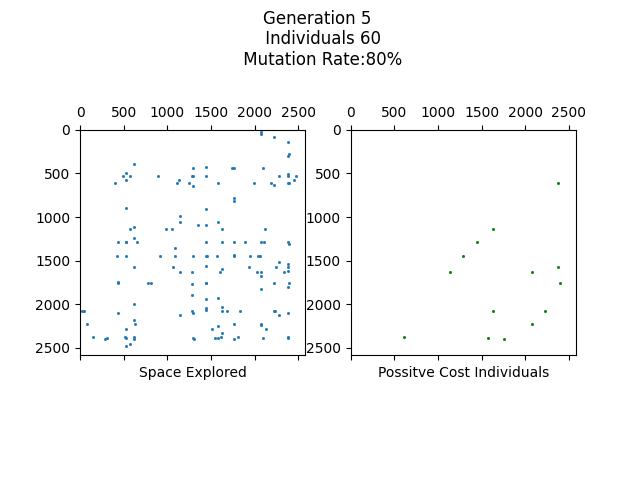 Generation 5
Individuals 60
Mutation Rate:80%
0 500 1000 1500 2000 2500
0
500
1000
1500
2000
2500
Space Explored
0 500 1000 1500 2000 2500
0
500
1000
1500
2000
2500
Possitve Cost Individuals